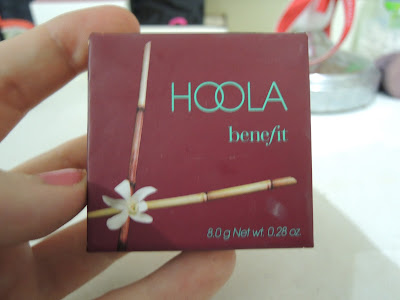 HOOLA
benefit
8.0 g Net wt. 0.28 oz.